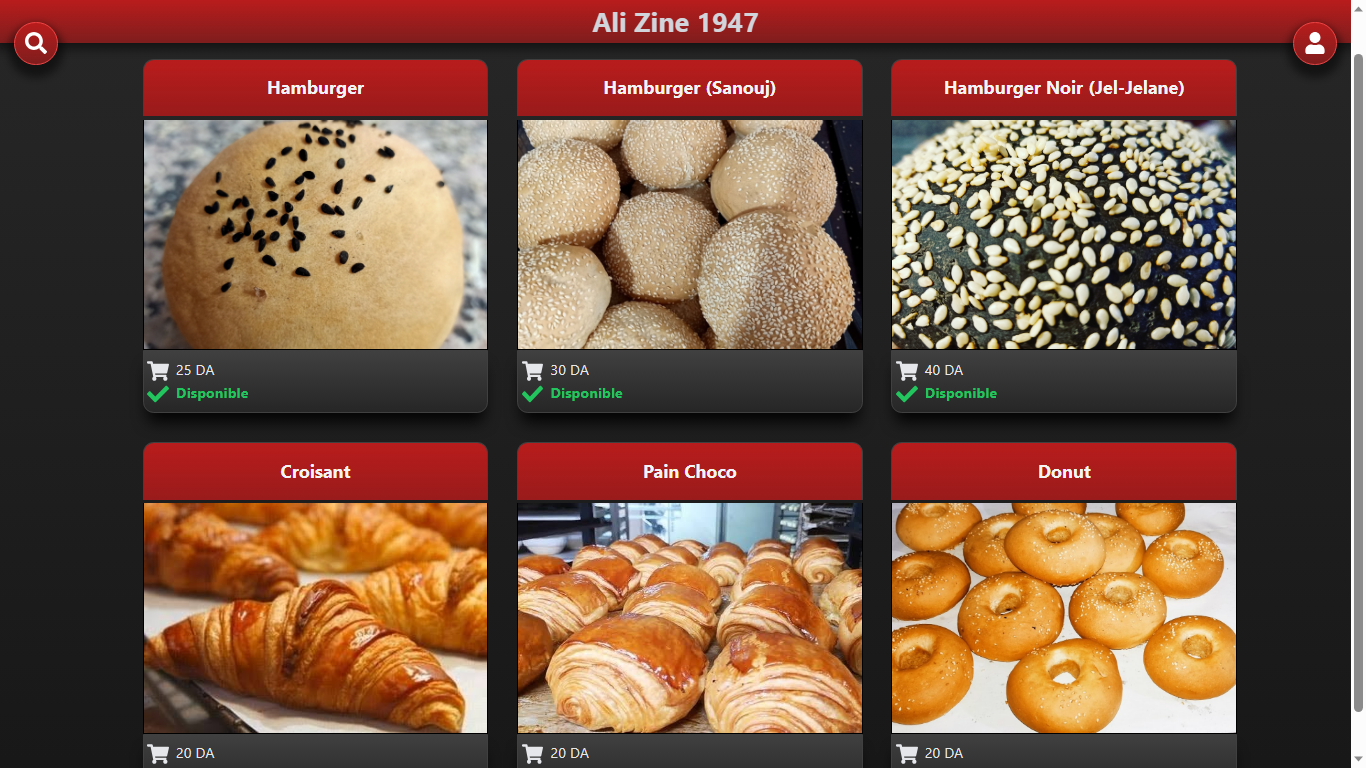 Ali Zine 1947
Hamburger
Hamburger (Sanouj)
Hamburger Noir (Jel-Jelane)
25 DA
Disponible
30 DA
Disponible
40 DA
Disponible
Croisant
Pain Choco
Donut
20 DA
20 DA
20 DA